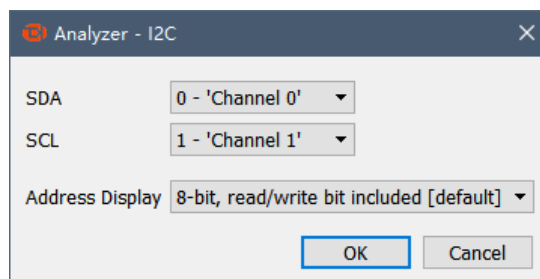 Analyzer - I2C
SDA 0 - 'Channel 0'
SCL 1 - 'Channel 1'
Address Display 8-bit, read/write bit included [default]
OK Cancel